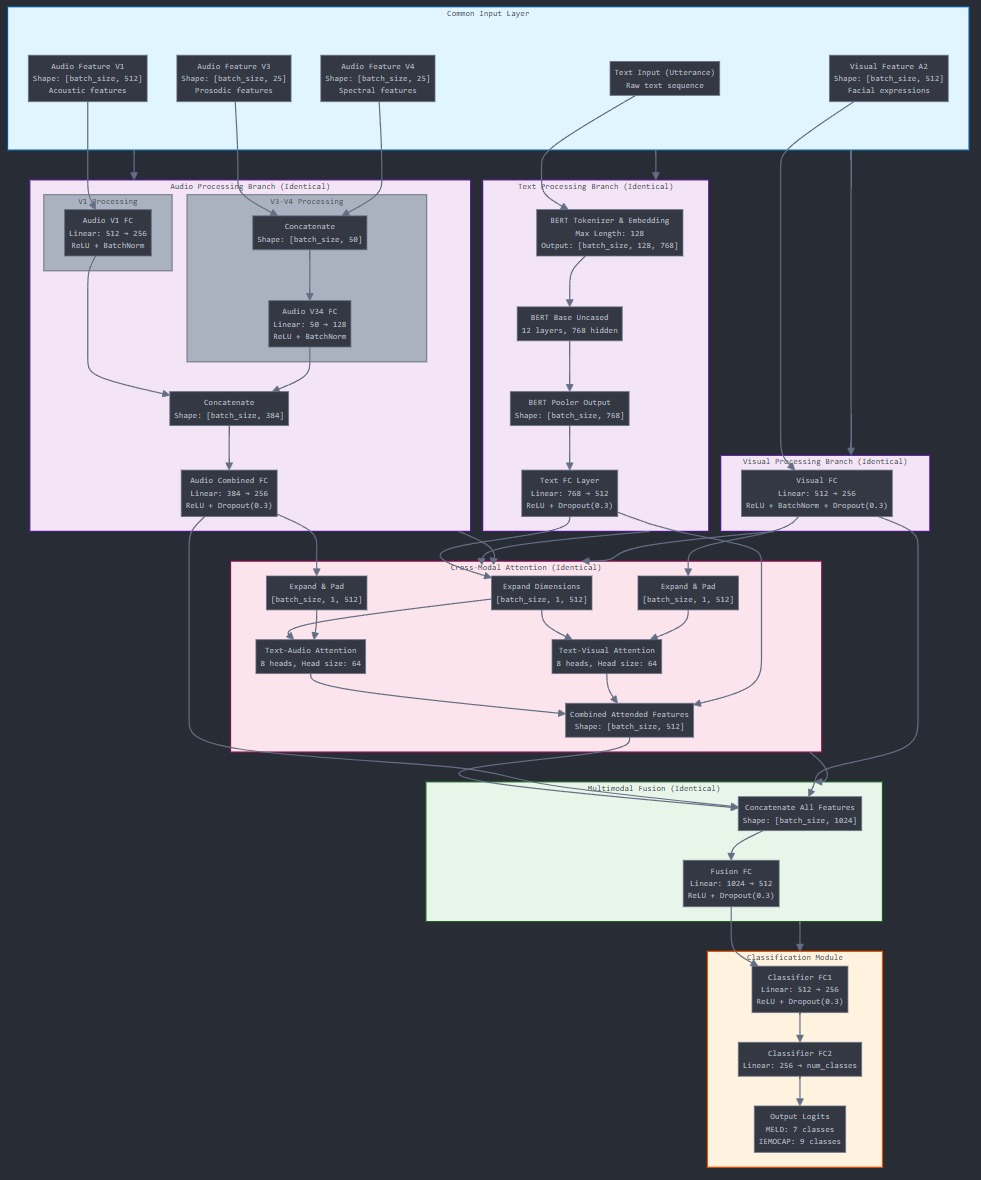 Common Input Layer
Audio Feature V1
Shape: [batch_size, 512]
Acoustic features
Audio Feature V3
Shape: [batch_size, 25]
Prosodic features
Audio Feature V4
Shape: [batch_size, 25]
Spectral features
Text Input (Utterance)
Raw text sequence
Visual Feature A2
Shape: [batch_size, 512]
Facial expressions
Audio Processing Branch (Identical)
V1 Processing
Audio V1 FC
Linear: 512 → 256
ReLU + BatchNorm
V3-V4 Processing
Concatenate
Shape: [batch_size, 50]
Audio V34 FC
Linear: 50 → 128
ReLU + BatchNorm
Concatenate
Shape: [batch_size, 384]
Audio Combined FC
Linear: 384 → 256
ReLU + Dropout(0.3)
Text Processing Branch (Identical)
BERT Tokenizer & Embedding
Max Length: 128
Output: [batch_size, 128, 768]
BERT Base Uncased
12 layers, 768 hidden
BERT Pooler Output
Shape: [batch_size, 768]
Text FC Layer
Linear: 768 → 512
ReLU + Dropout(0.3)
Visual Processing Branch (Identical)
Visual FC
Linear: 512 → 256
ReLU + BatchNorm + Dropout(0.3)
Cross-Modal Attention (Identical)
Expand & Pad
[batch_size, 1, 512]
Expand Dimensions
[batch_size, 1, 512]
Expand & Pad
[batch_size, 1, 512]
Text-Audio Attention
8 heads, Head size: 64
Text-Visual Attention
8 heads, Head size: 64
Combined Attended Features
Shape: [batch_size, 512]
Multimodal Fusion (Identical)
Concatenate All Features
Shape: [batch_size, 1024]
Fusion FC
Linear: 1024 → 512
ReLU + Dropout(0.3)
Classification Module
Classifier FC1
Linear: 512 → 256
ReLU + Dropout(0.3)
Classifier FC2
Linear: 256 → num_classes
Output Logits
MELD: 7 classes
IEMOCAP: 9 classes